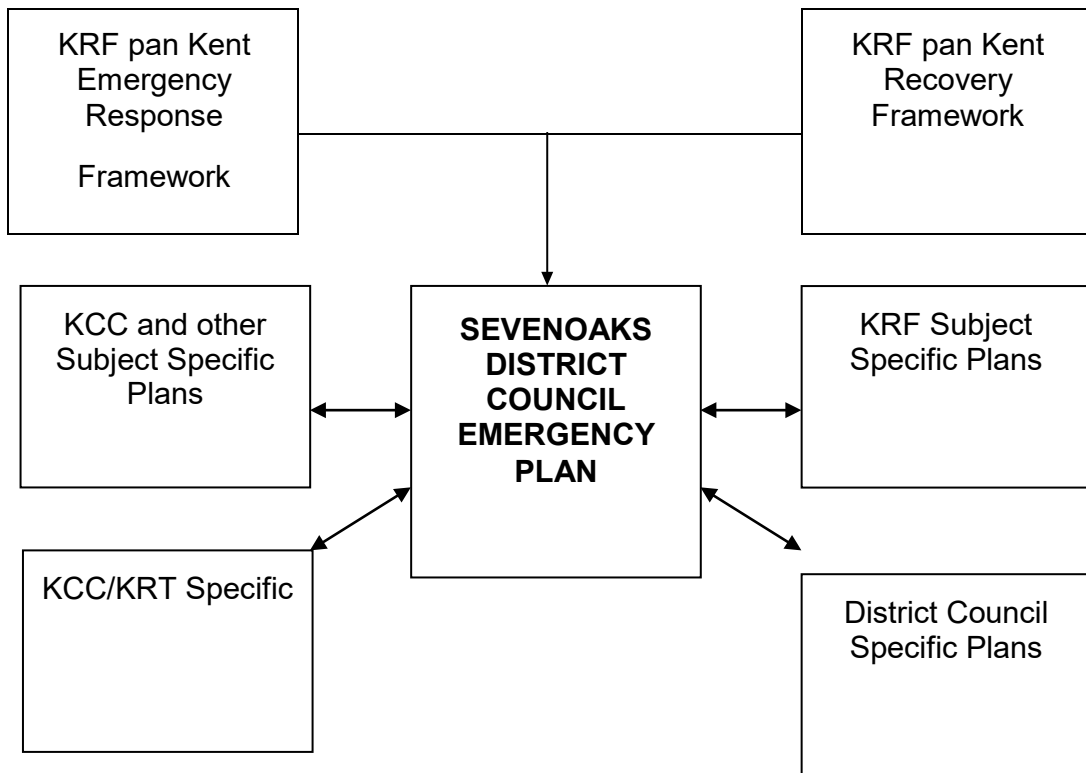 KRF pan Kent
Emergency
Response
Framework
KRF pan Kent
Recovery
Framework
KCC and other
Subject Specific
Plans
SEVENOAKS
DISTRICT
COUNCIL
EMERGENCY
PLAN
KRF Subject
Specific Plans
KCC/KRT Specific
District Council
Specific Plans